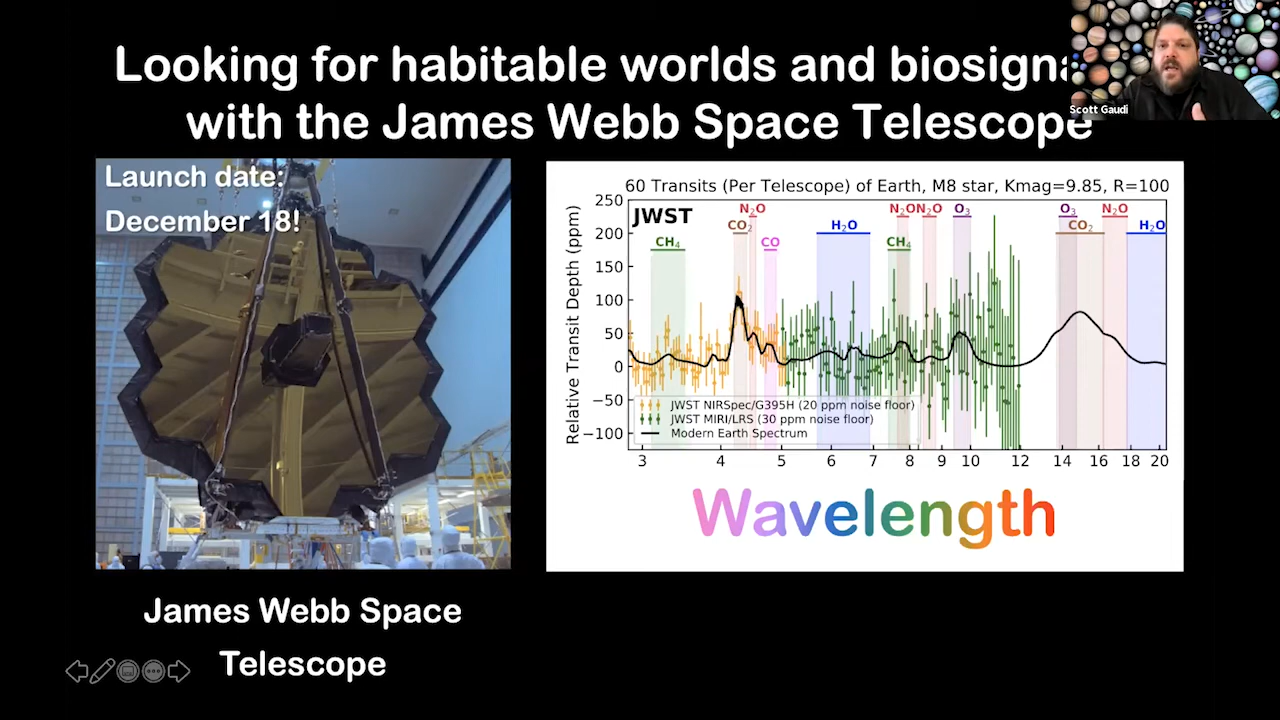 Looking for habitable worlds and biosigna
with the James Webb Space Telescope
Scott Gaudi
Launch date:
December 18!
60 Transits (Per Telescope) of Earth, M8 star, Kmag=9.85, R=100
JWST
N₂O
N₂O
N₂O
O₃
O₃
N₂O
CO₂
H₂O
CO₂
H₂O
CH₄
CO
CH₄
250
200
150
100
50
0
−50
−100
Relative Transit Depth (ppm)
JWST NIRSpec/G395H (20 ppm noise floor)
JWST MIRI/LRS (30 ppm noise floor)
Modern Earth Spectrum
3 4 5 6 7 8 9 10 12 14 16 18 20
Wavelength
James Webb Space
Telescope